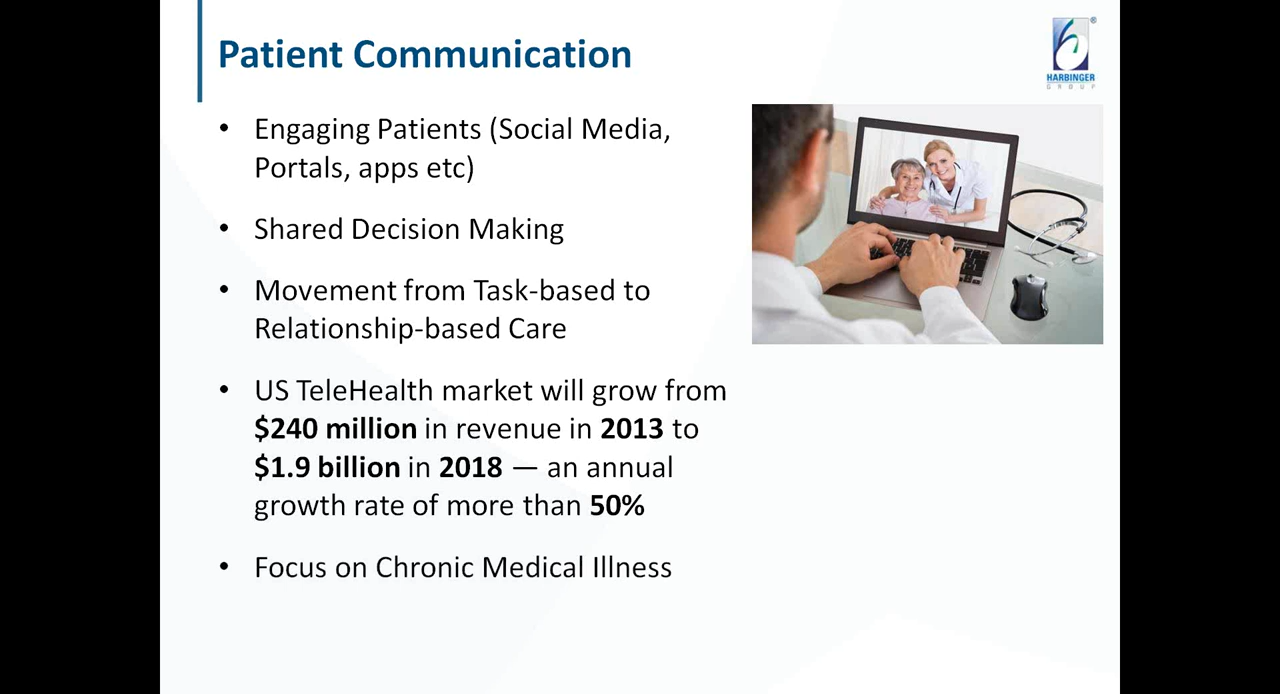 Patient Communication
®
HARBINGER
GROUP
• Engaging Patients (Social Media,
Portals, apps etc)
• Shared Decision Making
• Movement from Task-based to
Relationship-based Care
• US TeleHealth market will grow from
$240 million in revenue in 2013 to
$1.9 billion in 2018 — an annual
growth rate of more than 50%
• Focus on Chronic Medical Illness